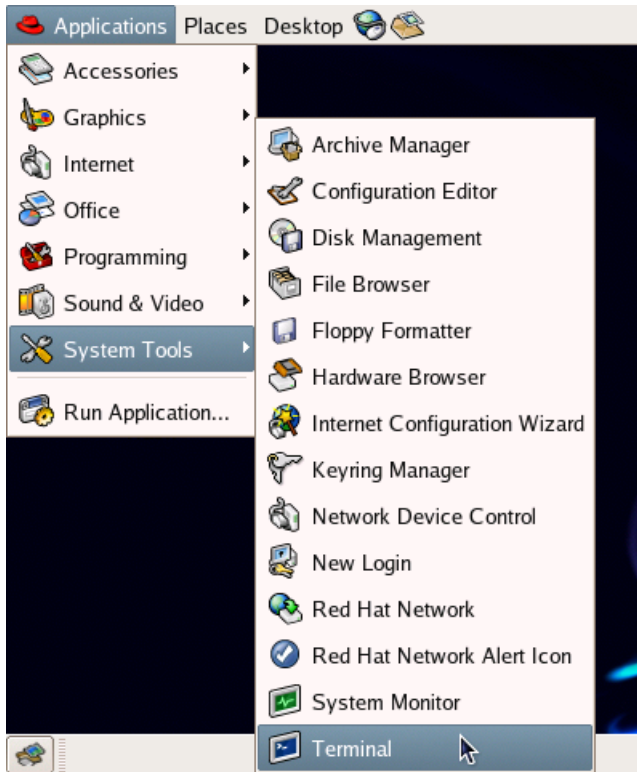 Applications Places Desktop
Accessories
Graphics
Internet
Office
Programming
Sound & Video
System Tools
Run Application...
Archive Manager
Configuration Editor
Disk Management
File Browser
Floppy Formatter
Hardware Browser
Internet Configuration Wizard
Keyring Manager
Network Device Control
New Login
Red Hat Network
Red Hat Network Alert Icon
System Monitor
Terminal